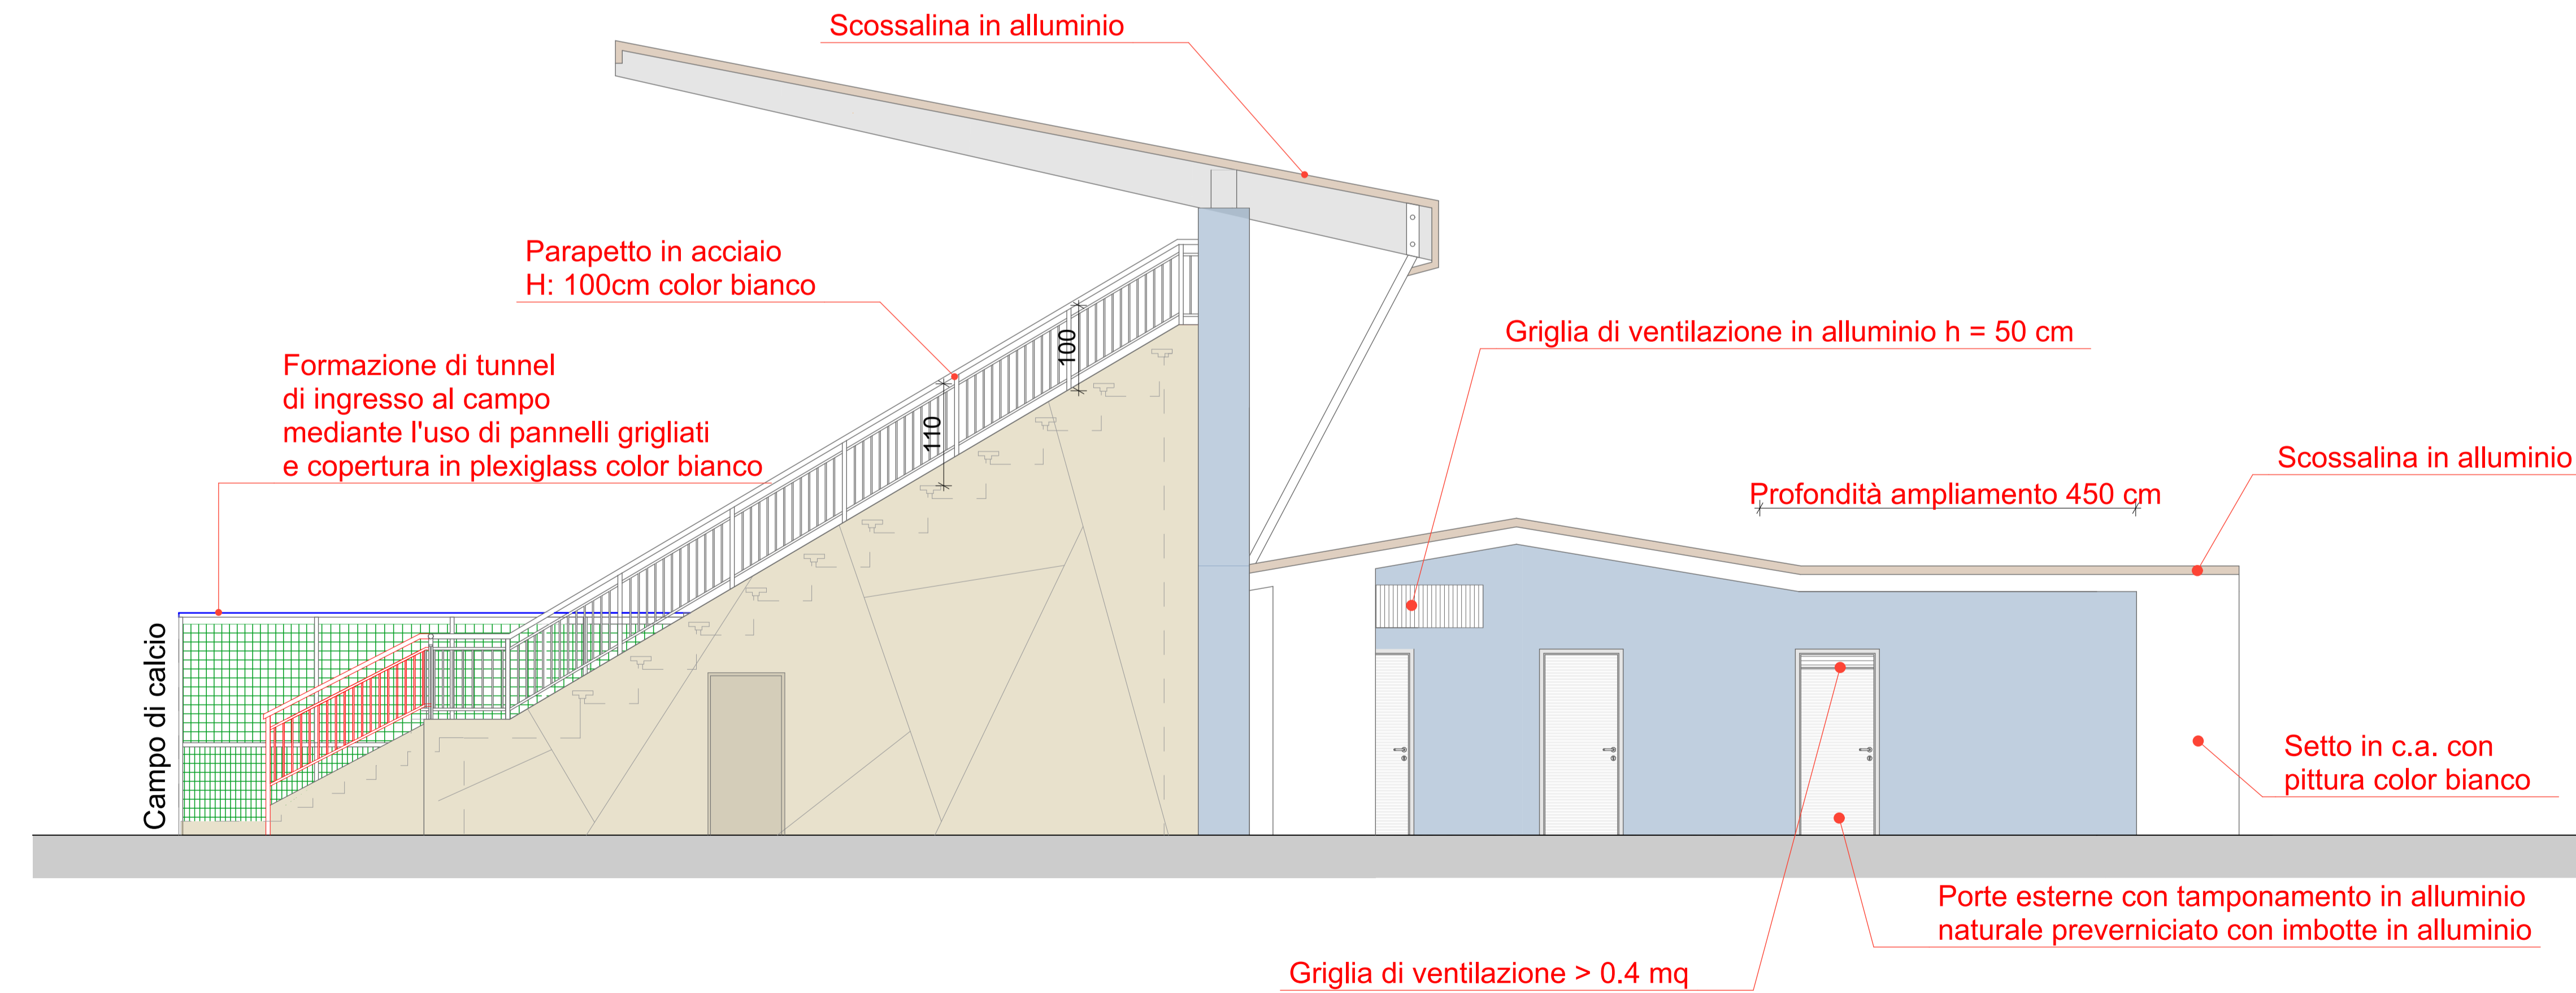 Scossalina in alluminio
Parapetto in acciaio
H: 100cm color bianco
Griglia di ventilazione in alluminio h = 50 cm
100
Formazione di tunnel
di ingresso al campo
mediante l'uso di pannelli grigliati
e copertura in plexiglass color bianco
110
Scossalina in alluminio
Profondità ampliamento 450 cm
Campo di calcio
Setto in c.a. con
pittura color bianco
Porte esterne con tamponamento in alluminio
naturale preverniciato con imbotte in alluminio
Griglia di ventilazione > 0.4 mq